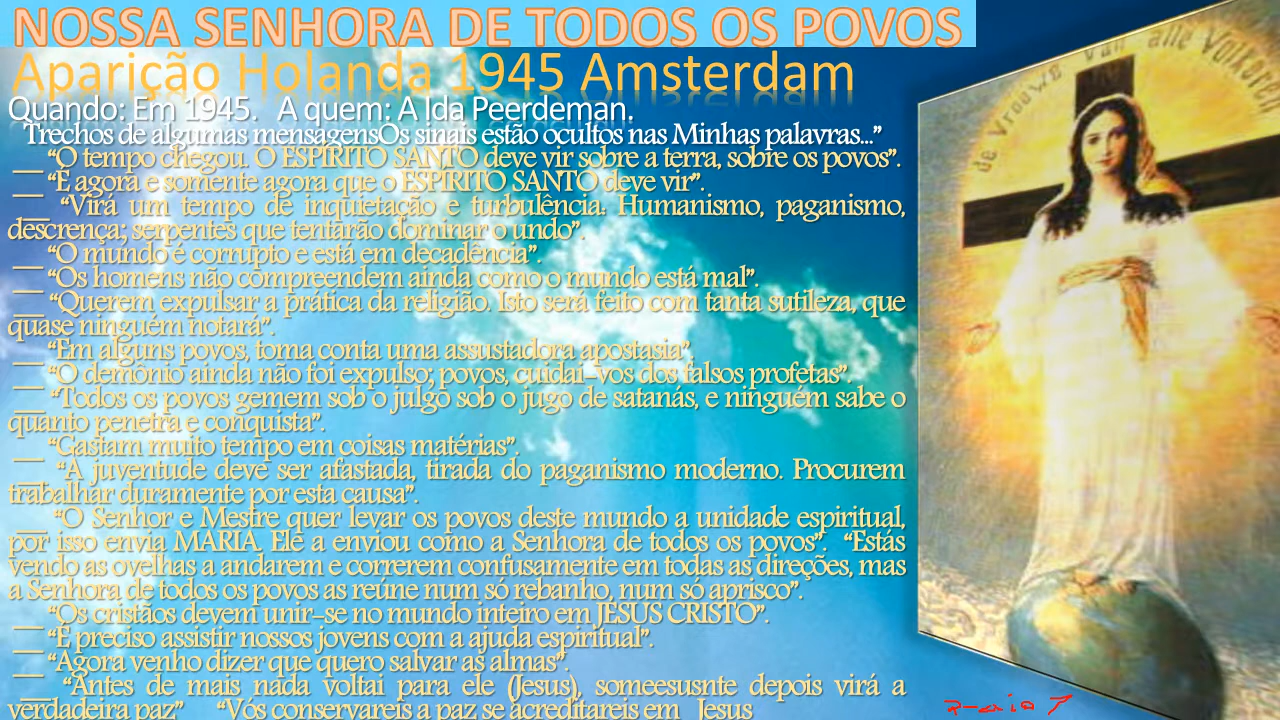 NOSSA SENHORA DE TODOS OS POVOS
Aparição Holanda 1945 Amsterdam
Quando: Em 1945. A quem: A Ida Peerdeman.
Trechos de algumas mensagensOs sinais estão ocultos nas Minhas palavras...”
__ “O tempo chegou. O ESPÍRITO SANTO deve vir sobre a terra, sobre os povos”.
__ “É agora e somente agora que o ESPÍRITO SANTO deve vir”.
__ “Virá um tempo de inquietação e turbulência: Humanismo, paganismo,
descrença; serpentes que tentarão dominar o undo”.
__ “O mundo é corrupto e está em decadência”.
__ “Os homens não compreendem ainda como o mundo está mal”.
__ “Querem expulsar a prática da religião. Isto será feito com tanta sutileza, que
quase ninguém notará”.
__ “Em alguns povos, toma conta uma assustadora apostasia”.
__ “O demônio ainda não foi expulso; povos, cuidai-vos dos falsos profetas”.
__ “Todos os povos gemem sob o julgo sob o jugo de satanás, e ninguém sabe o
quanto penetra e conquista”.
__ “Gastam muito tempo em coisas matérias”.
__ “A juventude deve ser afastada, tirada do paganismo moderno. Procurem
trabalhar duramente por esta causa”.
__ “O Senhor e Mestre quer levar os povos deste mundo a unidade espiritual,
por isso envia MARIA. Ele a enviou como a Senhora de todos os povos”. “Estás
vendo as ovelhas a andarem e correrem confusamente em todas as direções, mas
a Senhora de todos os povos as reúne num só rebanho, num só aprisco”.
__ “Os cristãos devem unir-se no mundo inteiro em JESUS CRISTO”.
__ “É preciso assistir nossos jovens com a ajuda espiritual”.
__ “Agora venho dizer que quero salvar as almas”.
__ “Antes de mais nada voltai para ele (Jesus), someesusnte depois virá a
verdadeira paz” “Vós conservareis a paz se acreditareis em Jesus
de Vrouwe van alle Volkeren